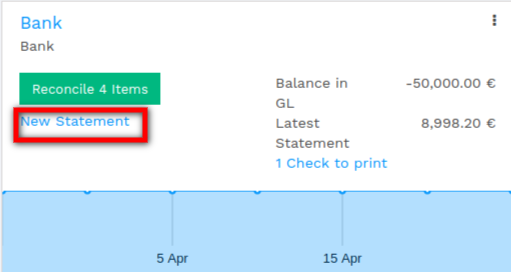 Bank
Bank
Reconcile 4 Items
New Statement
Balance in GL
-50,000.00 €
Latest Statement
8,998.20 €
1 Check to print
5 Apr
15 Apr